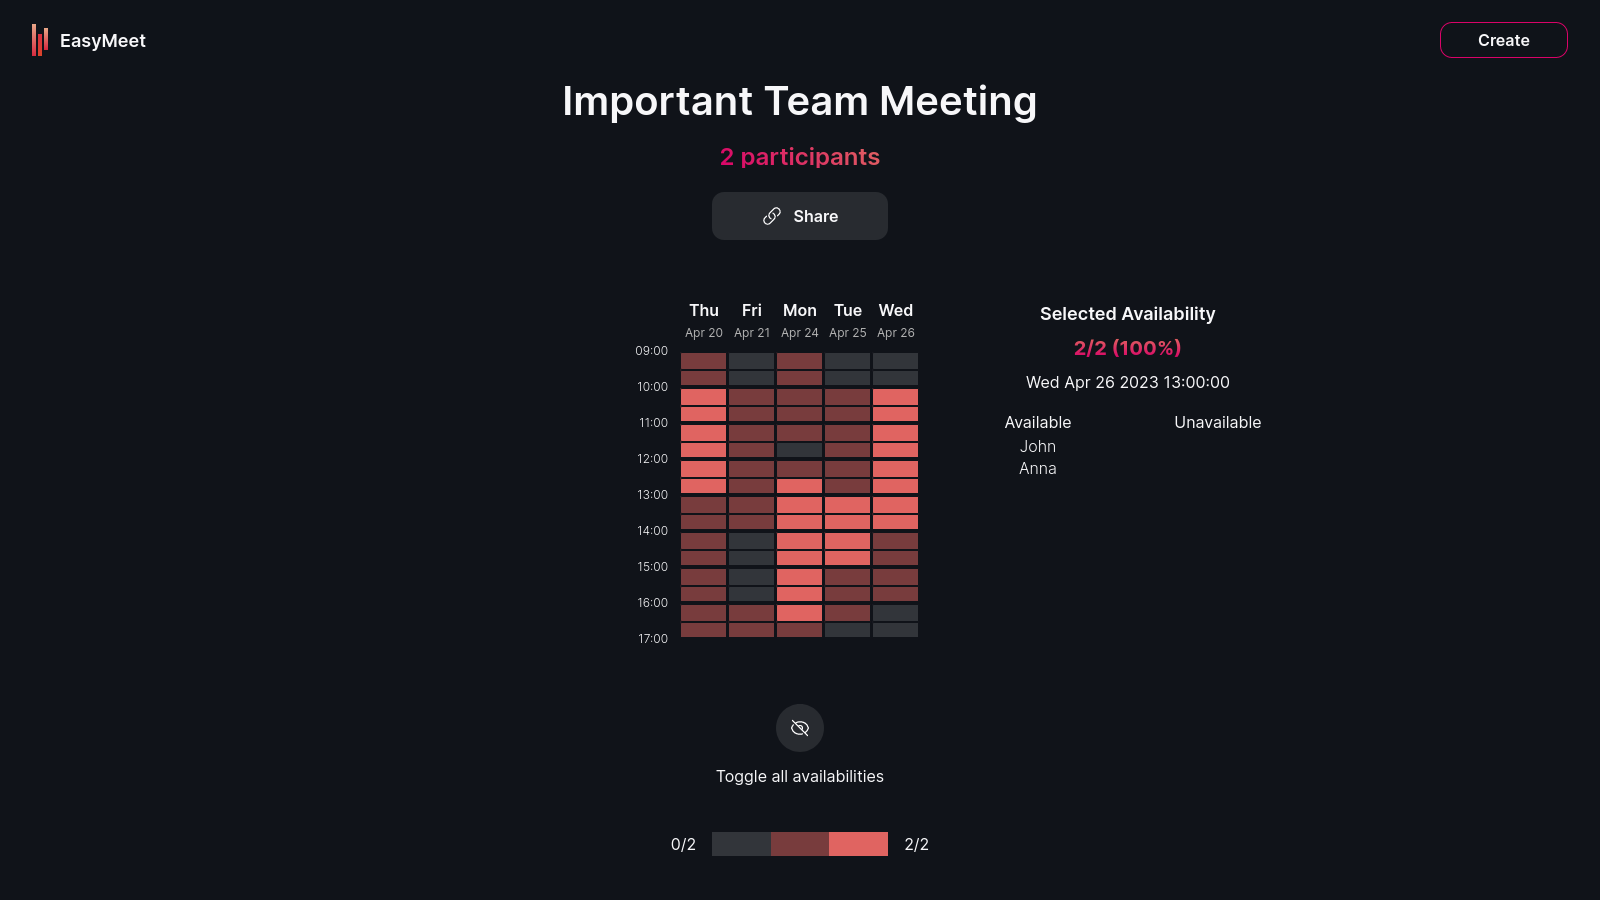 EasyMeet
Create
Important Team Meeting
2 participants
Share
Thu Fri Mon Tue Wed
Apr 20 Apr 21 Apr 24 Apr 25 Apr 26
09:00
10:00
11:00
12:00
13:00
14:00
15:00
16:00
17:00
Selected Availability
2/2 (100%)
Wed Apr 26 2023 13:00:00
Available Unavailable
John
Anna
Toggle all availabilities
0/2 2/2